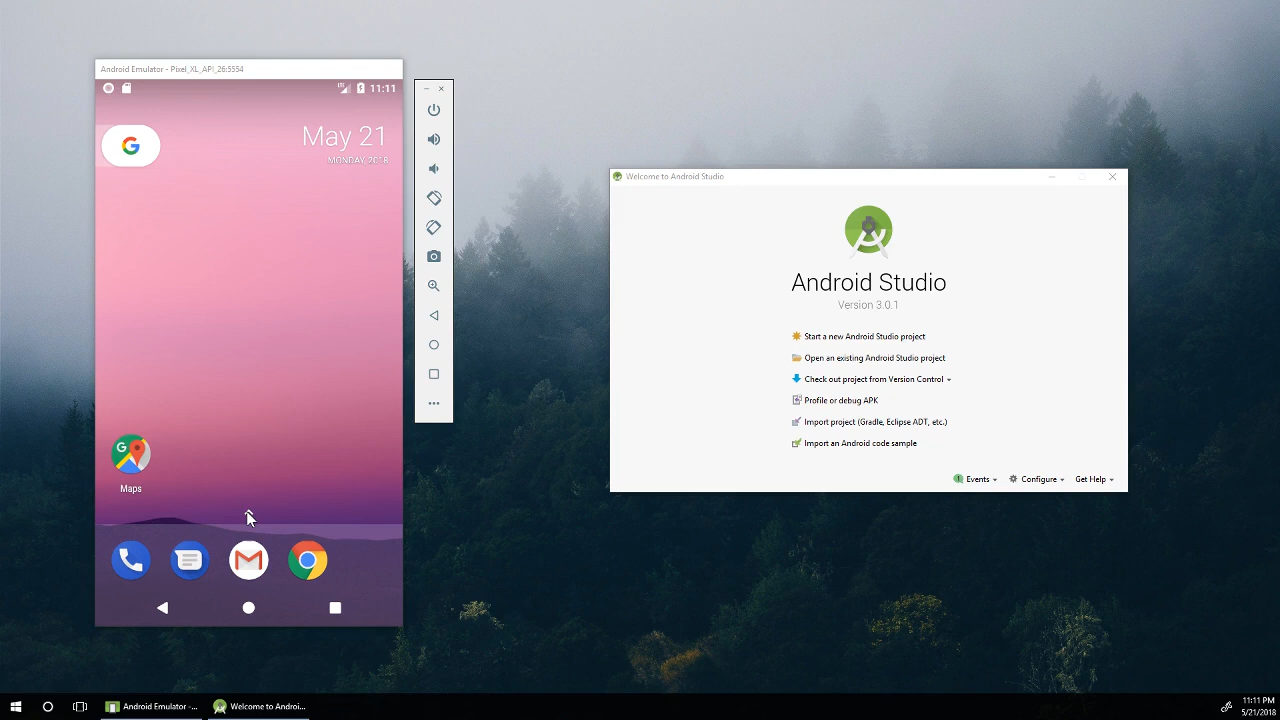 Android Emulator - Pixel_XL_API_26:5554
11:11
G
May 21
MONDAY 2018
Maps
Welcome to Android Studio
Android Studio
Version 3.0.1
Start a new Android Studio project
Open an existing Android Studio project
Check out project from Version Control
Profile or debug APK
Import project (Gradle, Eclipse ADT, etc.)
Import an Android code sample
1 Events
Configure
Get Help
Android Emulator -...
Welcome to Androi...
11:11 PM
5/21/2018